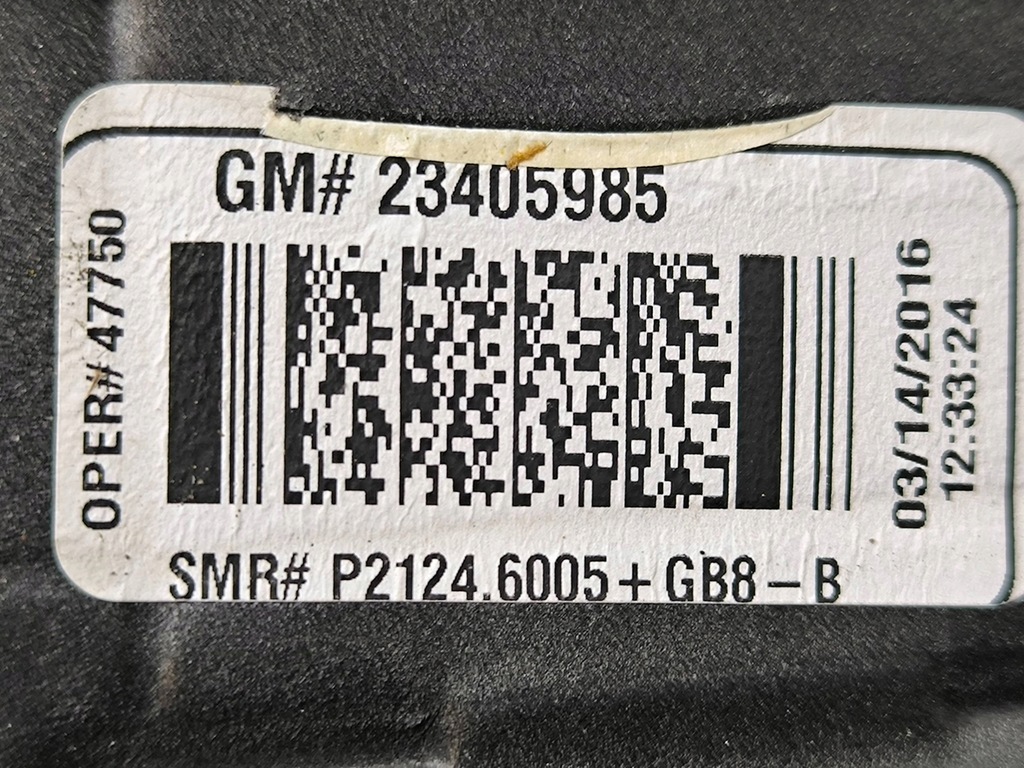 GM# 23405985
OPER# 47750
03/14/2016
12:33:24
SMR# P2124.6005+GB8-B